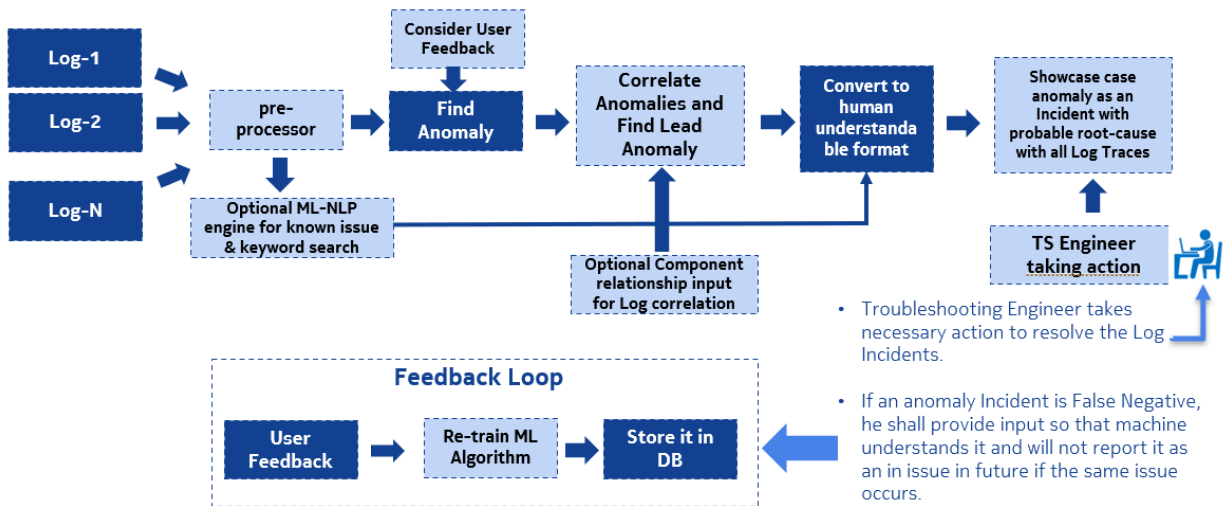 Log-1
Log-2
Log-N
pre-
processor
Optional ML-NLP
engine for known issue
& keyword search
Consider User
Feedback
Find
Anomaly
Correlate
Anomalies and
Find Lead
Anomaly
Optional Component
relationship input
for Log correlation
Convert to
human
understanda
ble format
Showcase case
anomaly as an
Incident with
probable root-cause
with all Log Traces
TS Engineer
taking action
• Troubleshooting Engineer takes
necessary action to resolve the Log
Incidents.
• If an anomaly Incident is False Negative,
he shall provide input so that machine
understands it and will not report it as
an in issue in future if the same issue
occurs.
Feedback Loop
User
Feedback
Re-train ML
Algorithm
Store it in
DB